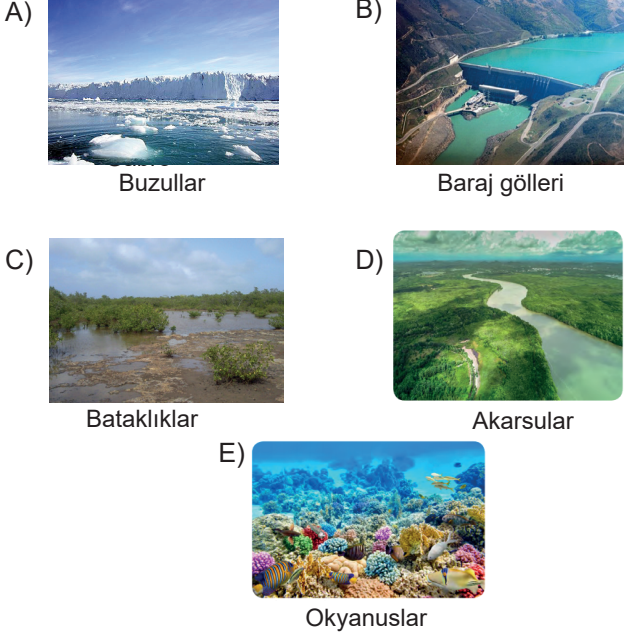 A)
Buzullar
B)
Baraj gölleri
C)
Bataklıklar
D)
Akarsular
E)
Okyanuslar